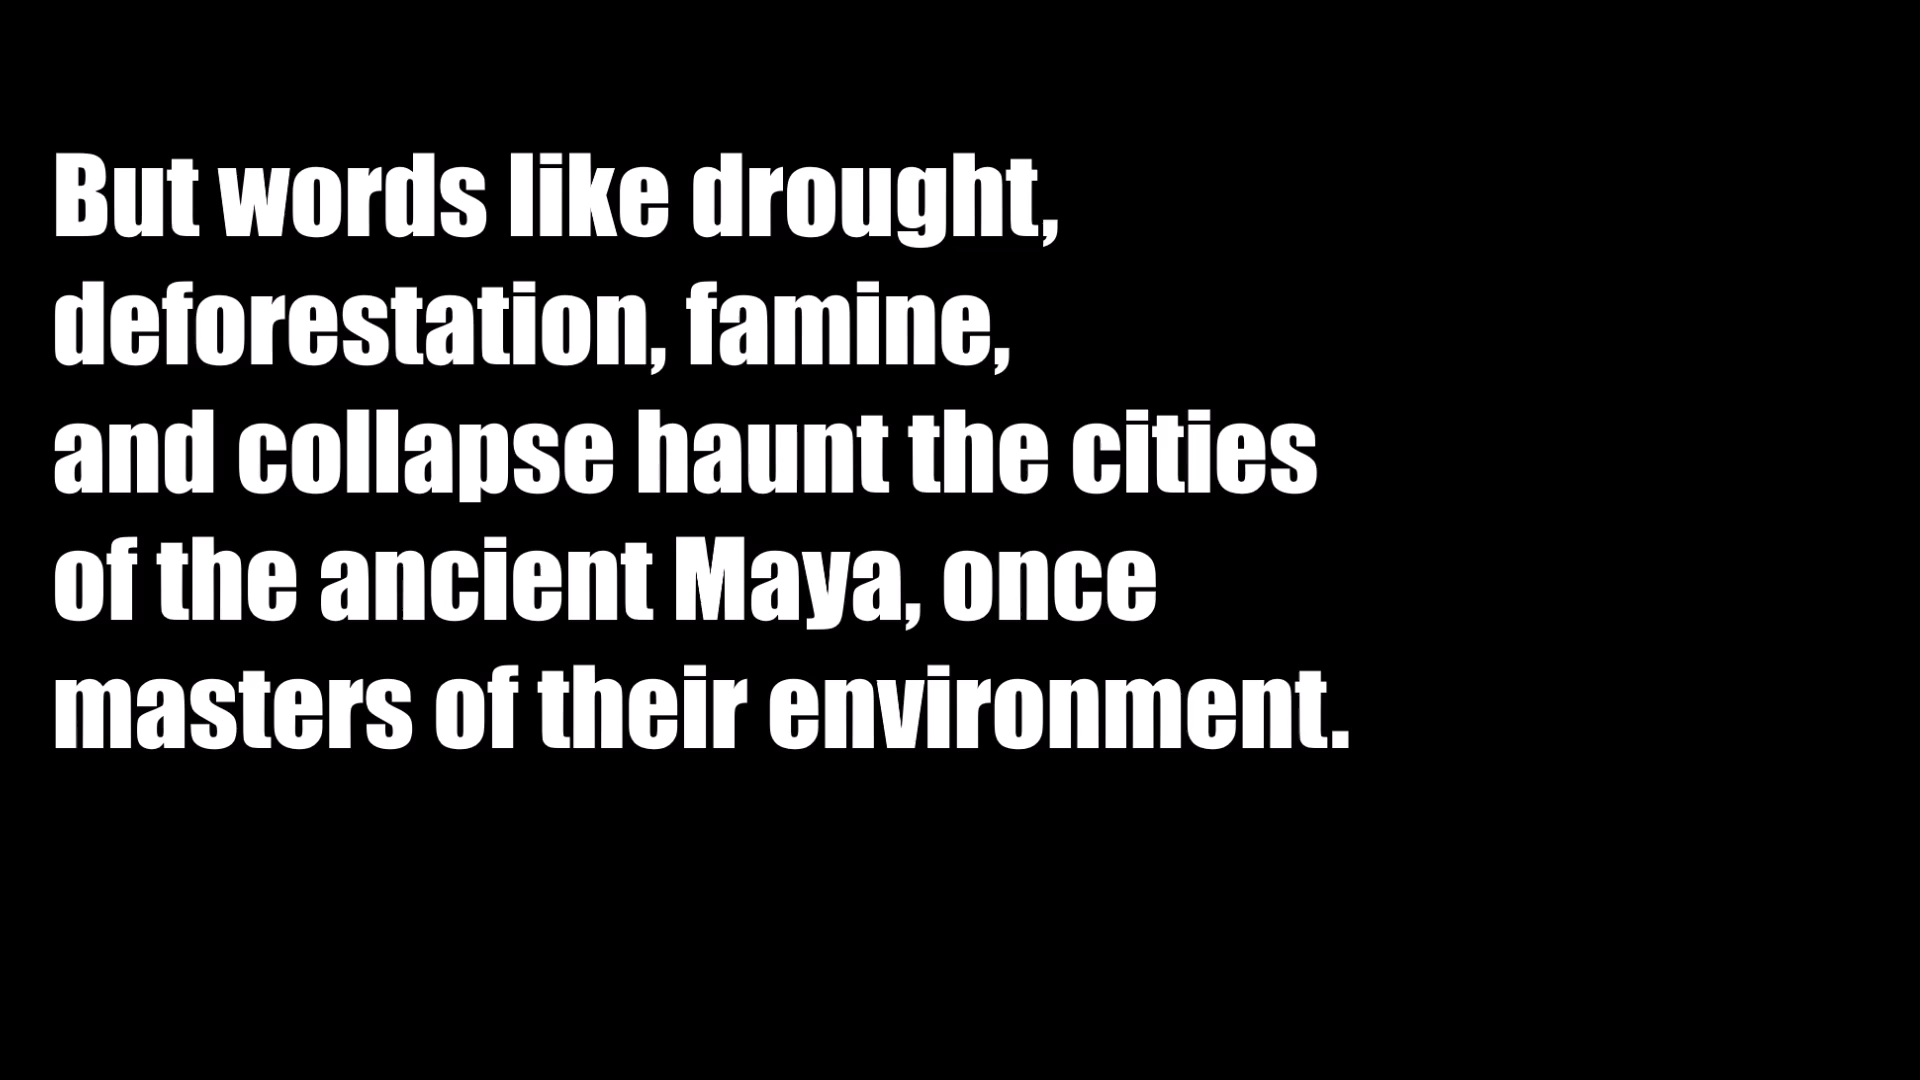 But words like drought,
deforestation, famine,
and collapse haunt the cities
of the ancient Maya, once
masters of their environment.